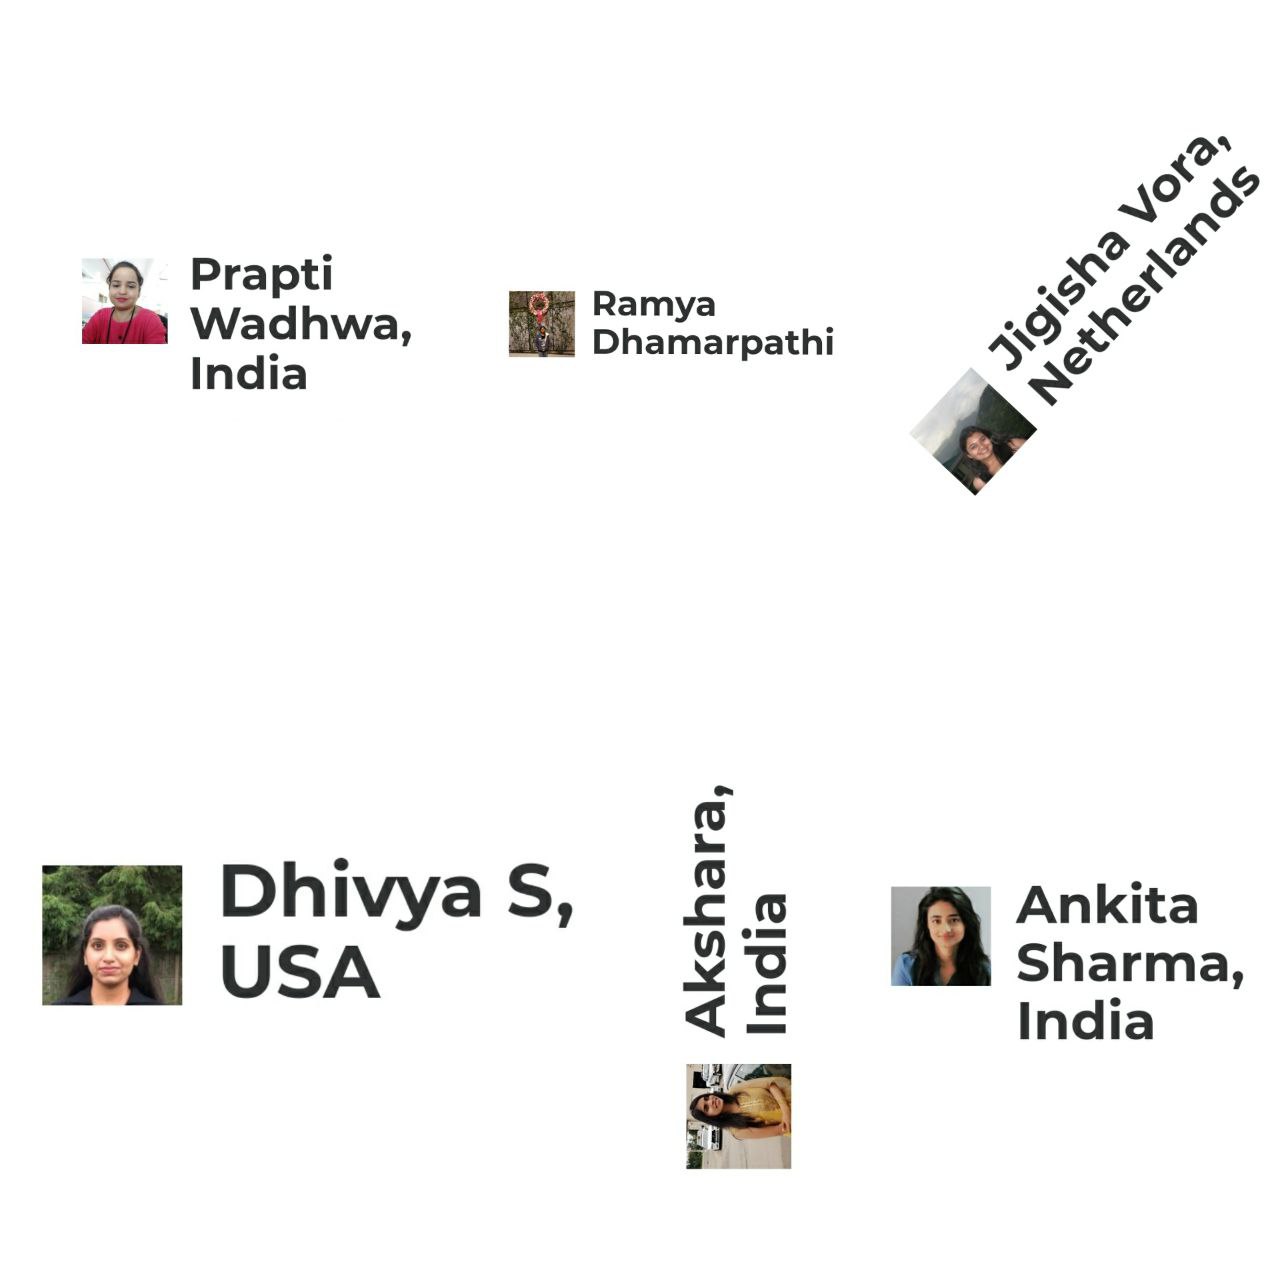 Prapti
Wadhwa,
India
Ramya
Dhamarpathi
Jigisha Vora,
Netherlands
Dhivya S,
USA
Akshara,
India
Ankita
Sharma,
India